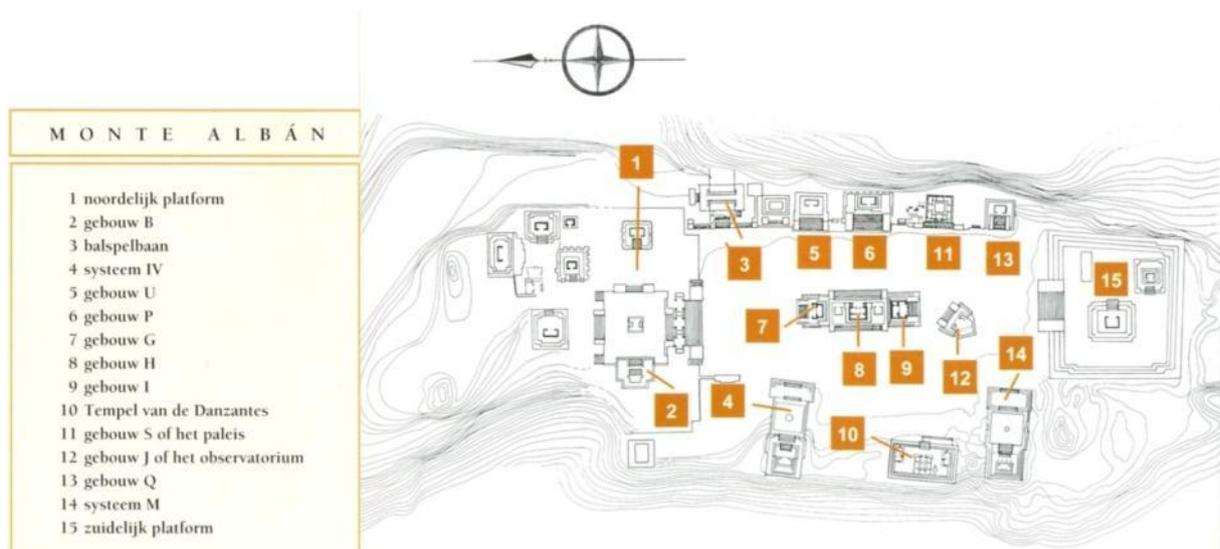 MONTE ALBÁN
1 noordelijk platform
2 gebouw B
3 balspelbaan
4 systeem IV
5 gebouw U
6 gebouw P
7 gebouw G
8 gebouw H
9 gebouw I
10 Tempel van de Danzantes
11 gebouw S of het paleis
12 gebouw J of het observatorium
13 gebouw Q
14 systeem M
15 zuidelijk platform
1
3
5
6
11
13
15
7
8
9
12
14
2
4
10